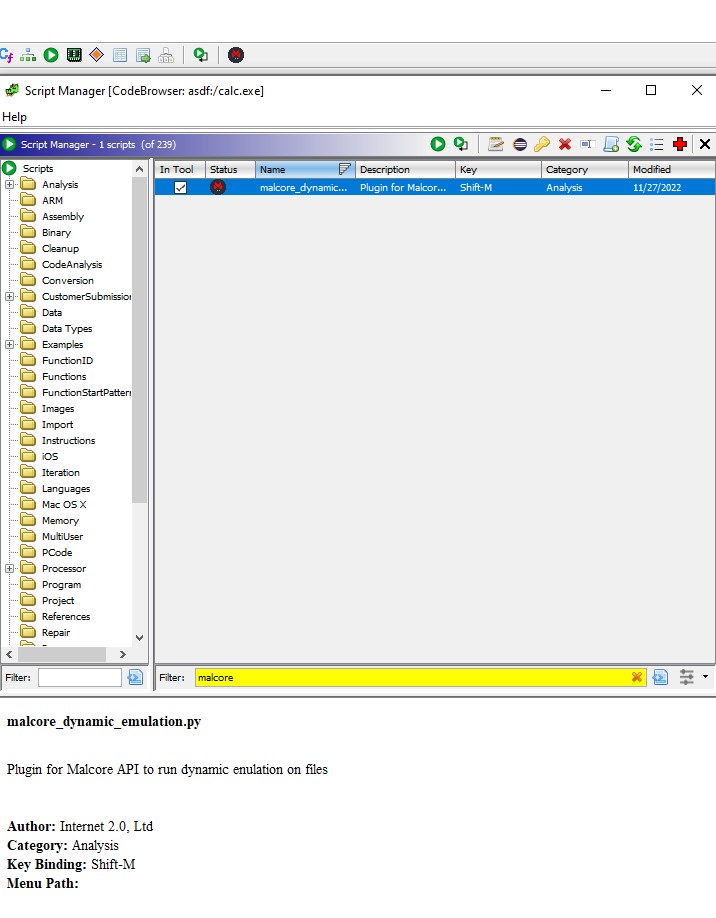 Script Manager [CodeBrowser: asdf:/calc.exe]
Help
Script Manager - 1 scripts (of 239)
Scripts
Analysis
ARM
Assembly
Binary
Cleanup
CodeAnalysis
Conversion
CustomerSubmission
Data
Data Types
Examples
FunctionID
Functions
FunctionStartPattern
Images
Import
Instructions
iOS
Iteration
Languages
Mac OS X
Memory
MultiUser
PCode
Processor
Program
Project
References
Repair
Filter:
In Tool Status Name Description Key Category Modified
malcore_dynamic... Plugin for Malcor... Shift-M Analysis 11/27/2022
Filter: malcore
malcore_dynamic_emulation.py
Plugin for Malcore API to run dynamic enulation on files
Author: Internet 2.0, Ltd
Category: Analysis
Key Binding: Shift-M
Menu Path: